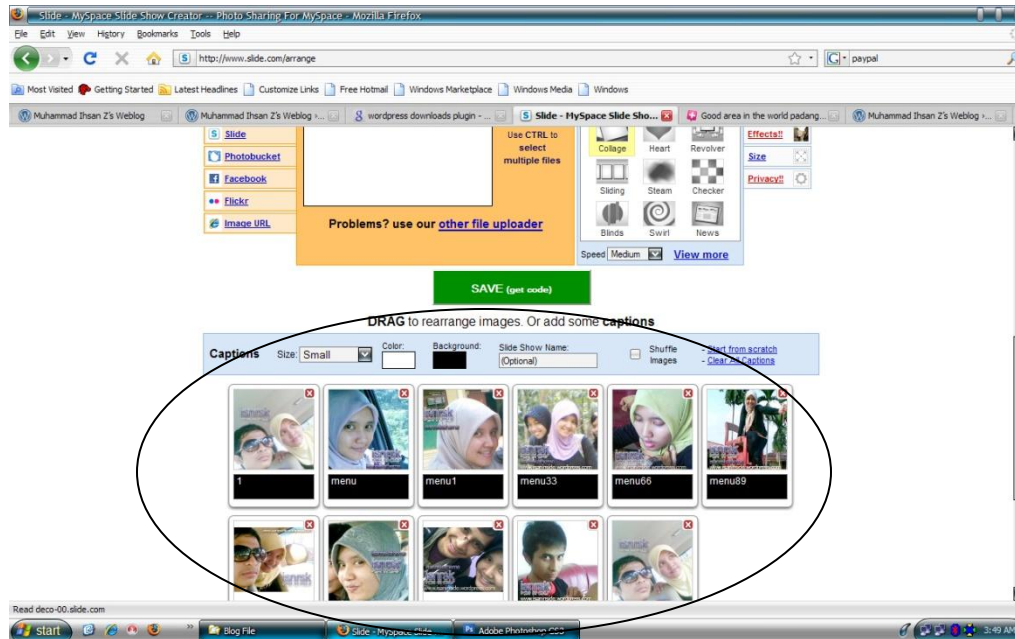 Slide - MySpace Slide Show Creator -- Photo Sharing For MySpace - Mozilla Firefox
File Edit View History Bookmarks Tools Help
http://www.slide.com/arrange
paypal
Most Visited Getting Started Latest Headlines Customize Links Free Hotmail Windows Marketplace Windows Media Windows
Muhammad Ihsan Z's Weblog Muhammad Ihsan Z's Weblog › ... wordpress downloads plugin - ... Slide - MySpace Slide Sho... Good area in the world padang... Muhammad Ihsan Z's Weblog › ...
Slide
Photobucket
Facebook
Flickr
Image URL
Use CTRL to
select
multiple files
Problems? use our other file uploader
Collage Heart Revolver
Sliding Steam Checker
Blinds Swirl News
Speed Medium View more
Effects!!
Size
Privacy!!
SAVE (get code)
DRAG to rearrange images. Or add some captions
Captions Size: Small Color: Background: Slide Show Name:
(Optional)
Shuffle
Images
- Start from scratch
- Clear All Captions
1 menu menu1 menu33 menu66 menu89
Read deco-00.slide.com
start Blog File Slide - MySpace Slide ... Adobe Photoshop CS3 3:49 AM